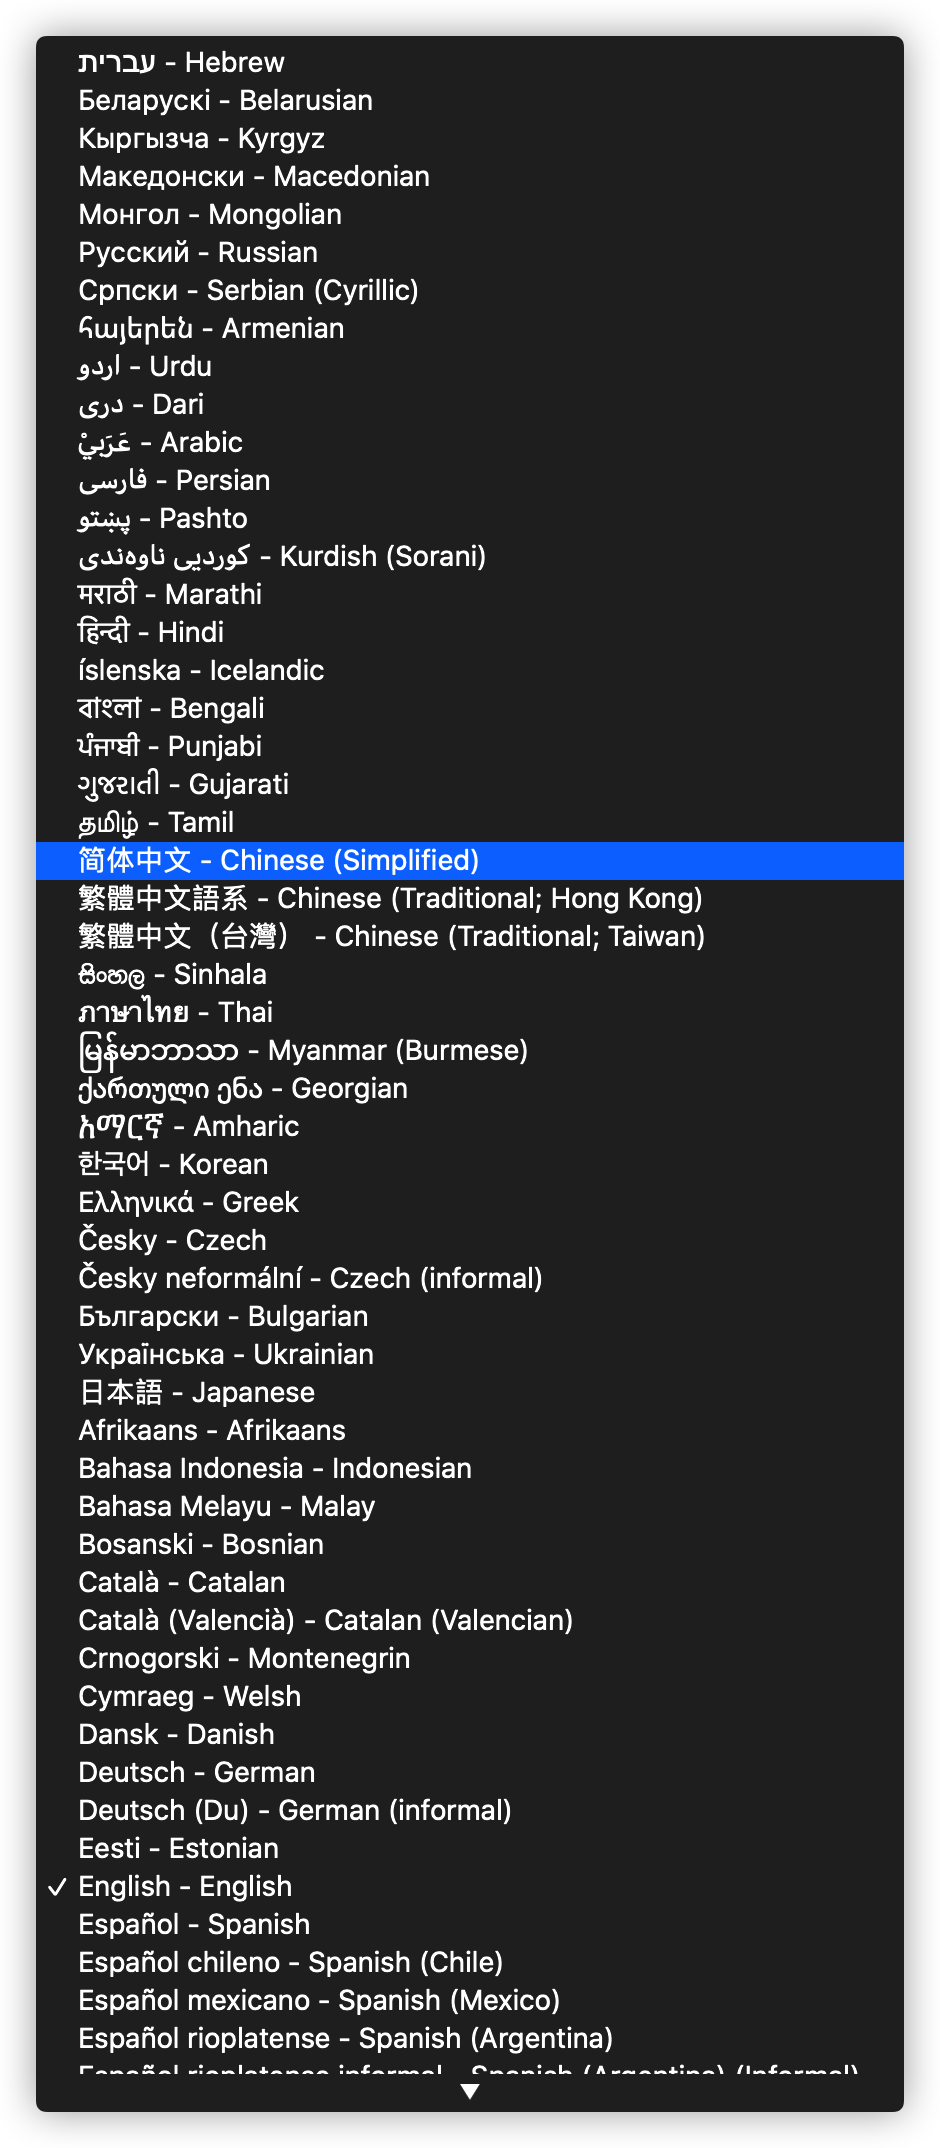 עברית - Hebrew
Беларускі - Belarusian
Кыргызча - Kyrgyz
Македонски - Macedonian
Монгол - Mongolian
Русский - Russian
Српски - Serbian (Cyrillic)
հայերեն - Armenian
اردو - Urdu
دری - Dari
عَرَبيْ - Arabic
فارسی - Persian
پښتو - Pashto
کوردیی ناوەندی - Kurdish (Sorani)
मराठी - Marathi
हिन्दी - Hindi
íslenska - Icelandic
বাংলা - Bengali
ਪੰਜਾਬੀ - Punjabi
ગુજરાતી - Gujarati
தமிழ் - Tamil
简体中文 - Chinese (Simplified)
繁體中文語系 - Chinese (Traditional; Hong Kong)
繁體中文（台灣） - Chinese (Traditional; Taiwan)
සිංහල - Sinhala
ภาษาไทย - Thai
မြန်မာဘာသာ - Myanmar (Burmese)
ქართული ენა - Georgian
አማርኛ - Amharic
한국어 - Korean
Ελληνικά - Greek
Česky - Czech
Česky neformální - Czech (informal)
Български - Bulgarian
Українська - Ukrainian
日本語 - Japanese
Afrikaans - Afrikaans
Bahasa Indonesia - Indonesian
Bahasa Melayu - Malay
Bosanski - Bosnian
Català - Catalan
Català (Valencià) - Catalan (Valencian)
Crnogorski - Montenegrin
Cymraeg - Welsh
Dansk - Danish
Deutsch - German
Deutsch (Du) - German (informal)
Eesti - Estonian
✓ English - English
Español - Spanish
Español chileno - Spanish (Chile)
Español mexicano - Spanish (Mexico)
Español rioplatense - Spanish (Argentina)
Español rioplatense informal - Spanish (Argentina) (Informal)